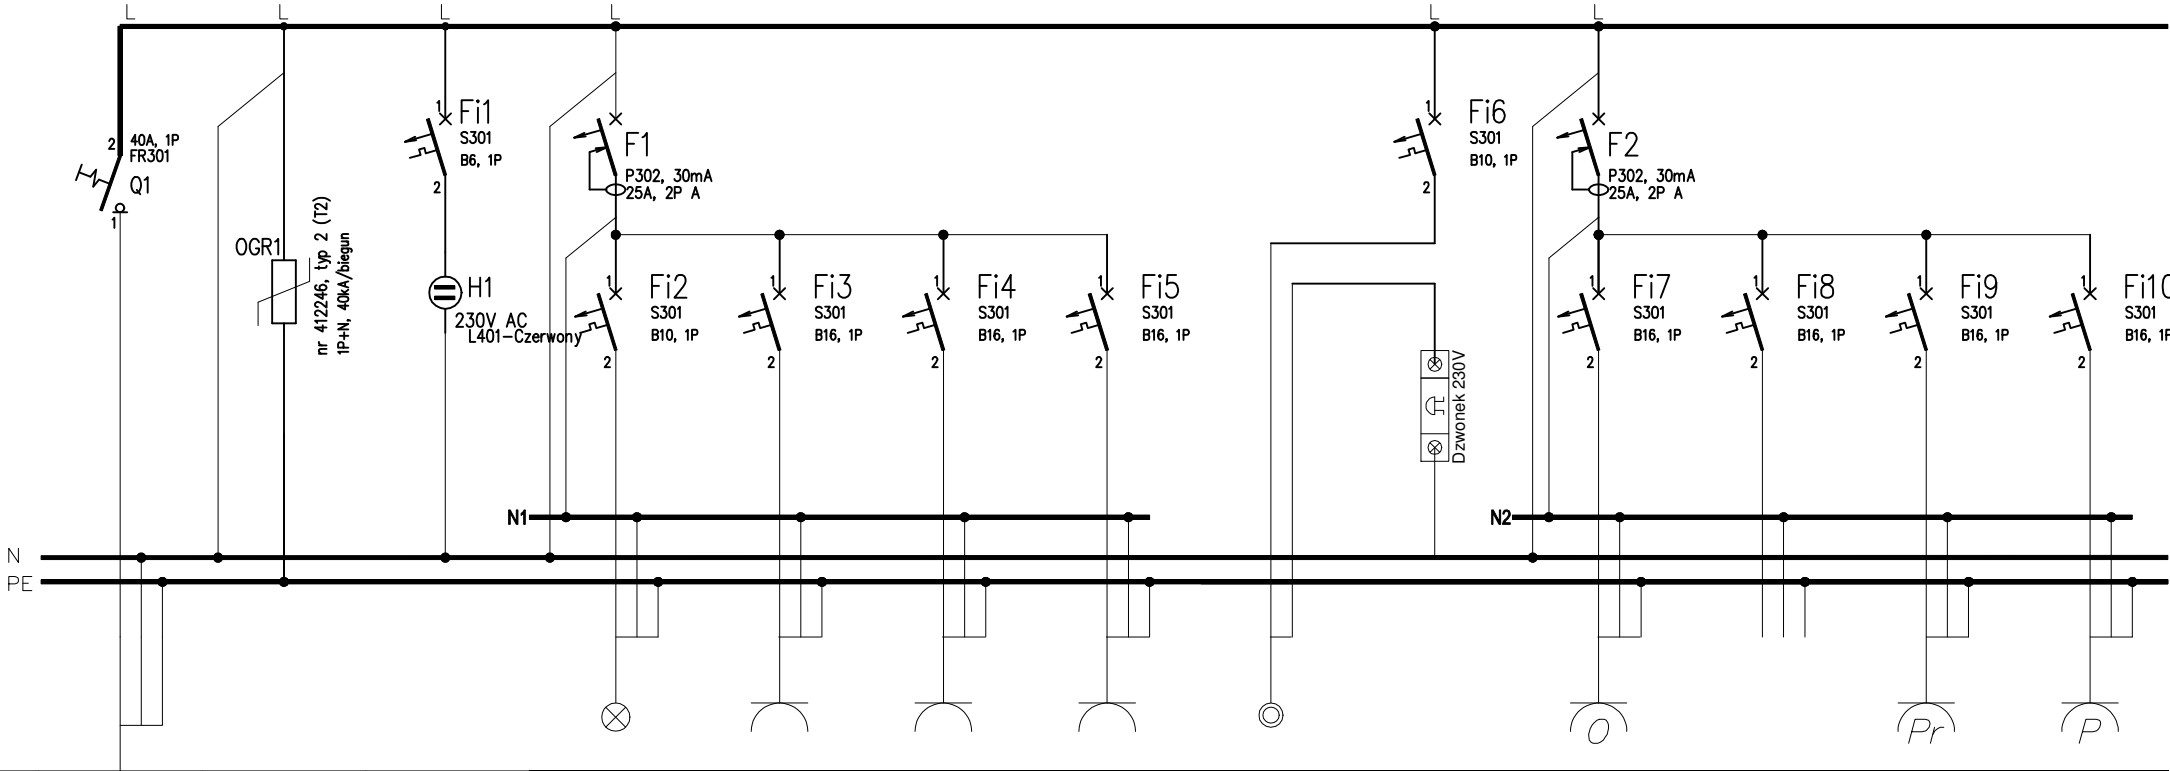 L
L
L
L
L
L
2
40A, 1P
FR301
Q1
1
OGR1
nr 412246, typ 2 (T2)
1P+N, 40kA/biegun
1
Fi1
S301
B6, 1P
2
H1
230V AC
L401-Czerwony
F1
P302, 30mA
25A, 2P A
1
Fi2
S301
B10, 1P
2
1
Fi3
S301
B16, 1P
2
1
Fi4
S301
B16, 1P
2
1
Fi5
S301
B16, 1P
2
1
Fi6
S301
B10, 1P
2
Dzwonek 230V
F2
P302, 30mA
25A, 2P A
1
Fi7
S301
B16, 1P
2
1
Fi8
S301
B16, 1P
2
1
Fi9
S301
B16, 1P
2
1
Fi10
S301
B16, 1P
2
N1
N2
N
PE
O
Pr
P